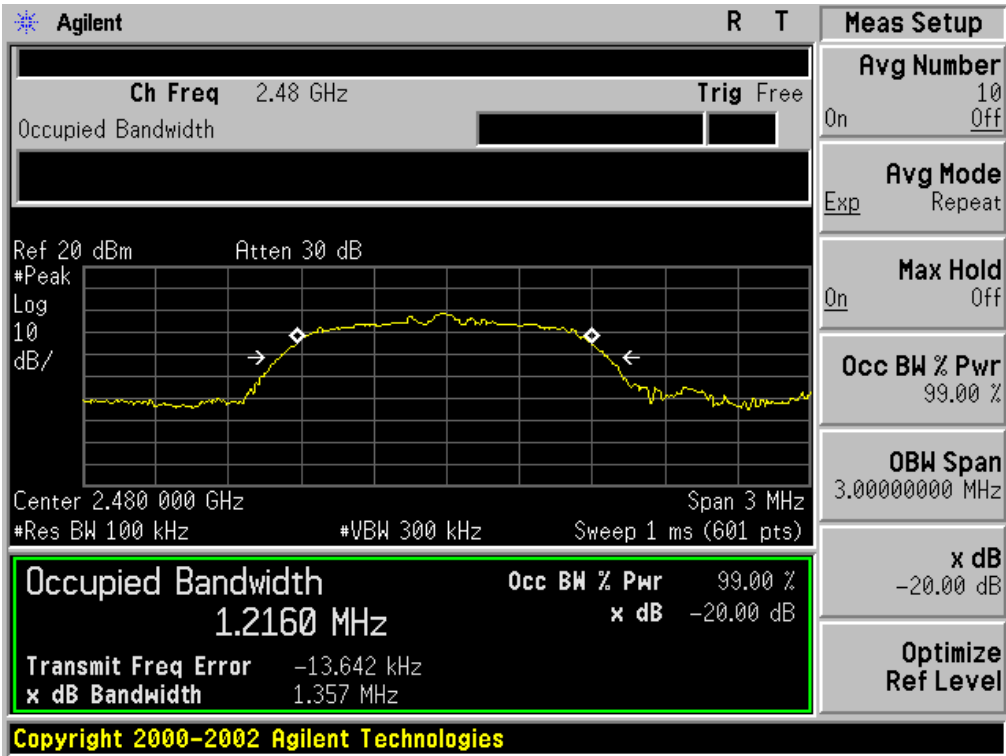 Agilent R T
Ch Freq 2.48 GHz Trig Free
Occupied Bandwidth
Ref 20 dBm Atten 30 dB
#Peak
Log
10
dB/
Center 2.480 000 GHz Span 3 MHz
#Res BW 100 kHz #VBW 300 kHz Sweep 1 ms (601 pts)
Occupied Bandwidth Occ BW % Pwr 99.00 %
1.2160 MHz x dB -20.00 dB
Transmit Freq Error -13.642 kHz
x dB Bandwidth 1.357 MHz
Copyright 2000-2002 Agilent Technologies
Meas Setup
Avg Number
10
On Off
Avg Mode
Exp Repeat
Max Hold
On Off
Occ BW % Pwr
99.00 %
OBW Span
3.00000000 MHz
x dB
-20.00 dB
Optimize
Ref Level